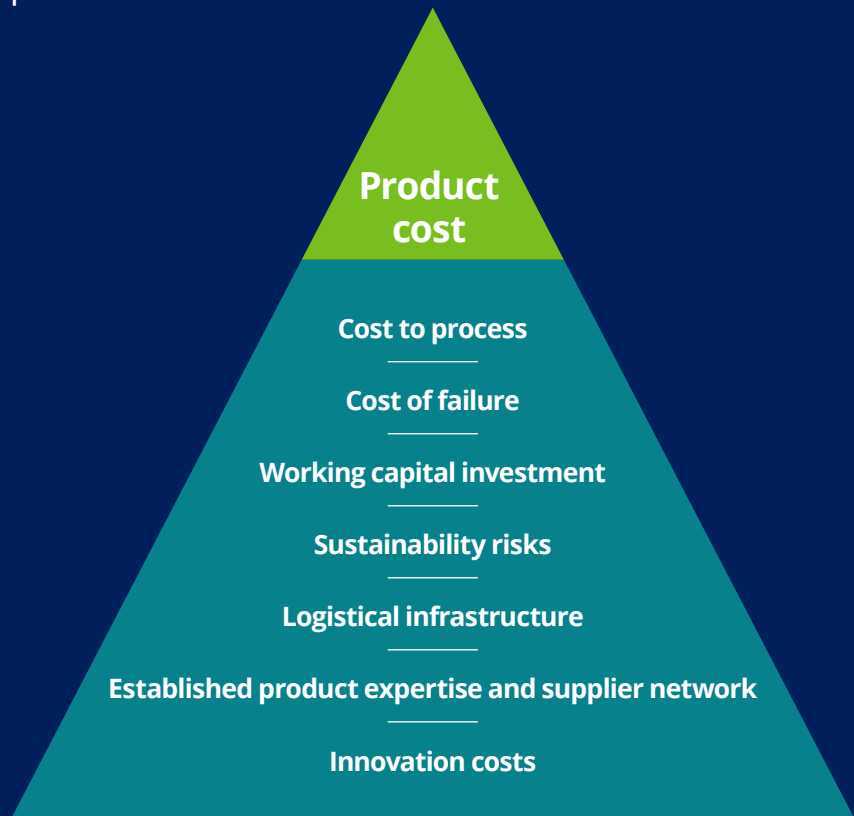 Product
cost
Cost to process
Cost of failure
Working capital investment
Sustainability risks
Logistical infrastructure
Established product expertise and supplier network
Innovation costs